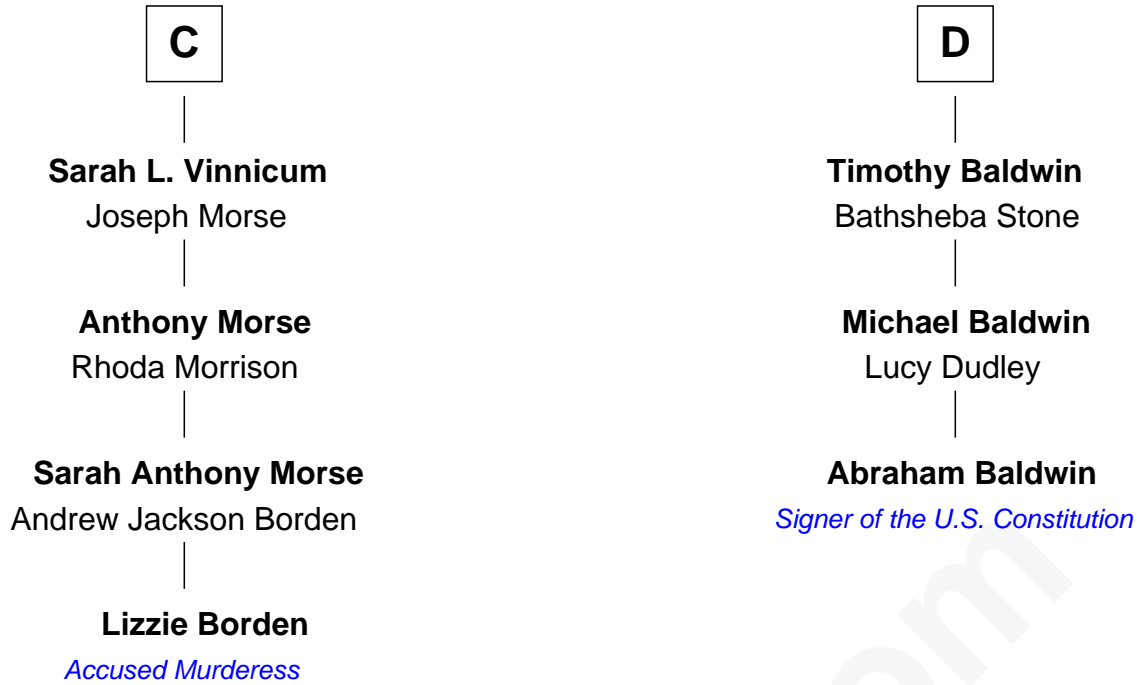 C
Sarah L. Vinnicum
Joseph Morse
Anthony Morse
Rhoda Morrison
Sarah Anthony Morse
Andrew Jackson Borden
Lizzie Borden
Accused Murderess
D
Timothy Baldwin
Bathsheba Stone
Michael Baldwin
Lucy Dudley
Abraham Baldwin
Signer of the U.S. Constitution
om